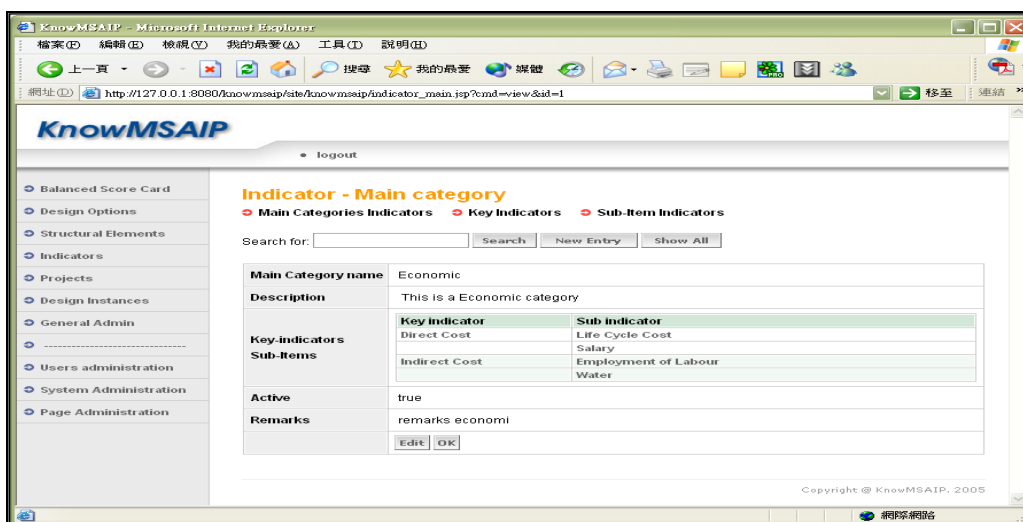 KnowMSAIP - Microsoft Internet Explorer
檔案(F) 編輯(E) 檢視(V) 我的最愛(A) 工具(T) 說明(H)
上一頁 搜尋 我的最愛 媒體
網址(D) http://127.0.0.1:8080/knowmsaip/site/knowmsaip/indicator_main.jsp?cmd=view&id=1 移至 連結 »
KnowMSAIP
logout
Balanced Score Card
Design Options
Structural Elements
Indicators
Projects
Design Instances
General Admin
------------------------------
Users administration
System Administration
Page Administration
Indicator - Main category
Main Categories Indicators Key Indicators Sub-Item Indicators
Search for: Search New Entry Show All
Main Category name Economic
Description This is a Economic category
Key-indicators Sub-Items
Key indicator Sub indicator
Direct Cost Life Cycle Cost
Salary
Indirect Cost Employment of Labour
Water
Active true
Remarks remarks economi
Edit OK
Copyright @ KnowMSAIP. 2005
網際網路